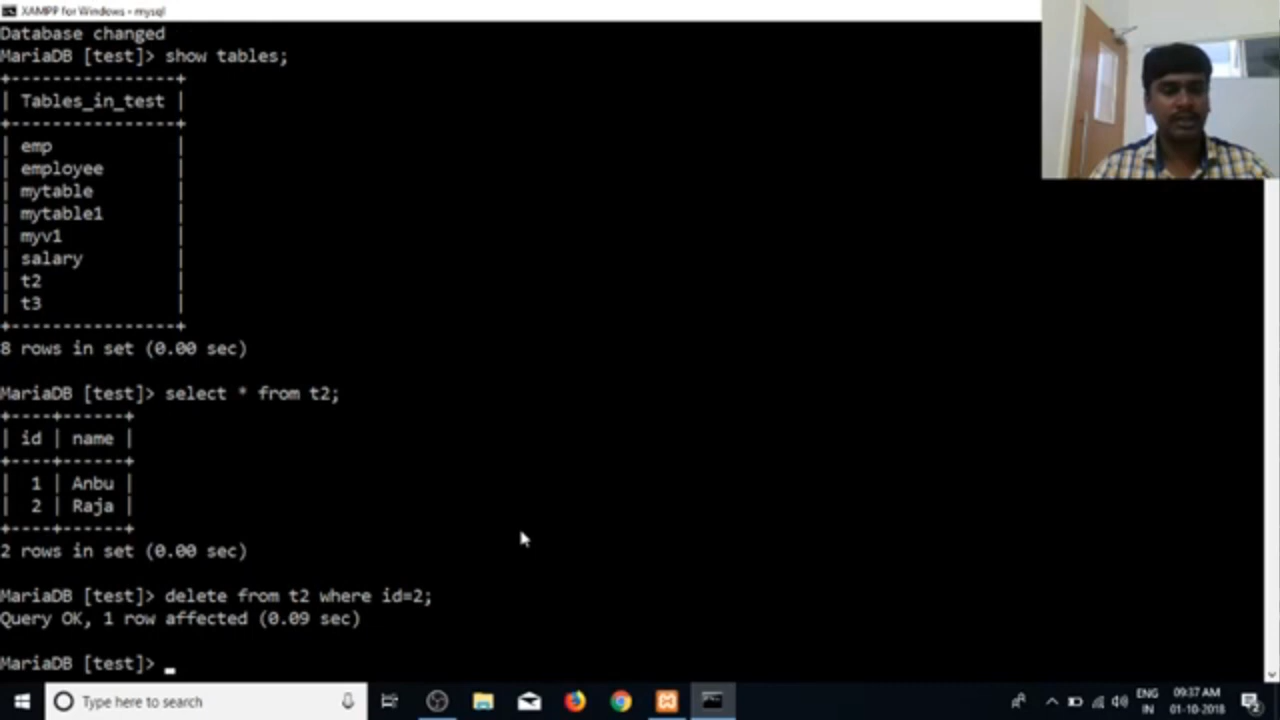 XAMPP for Windows - mysql
Database changed
MariaDB [test]> show tables;
+----------------+
| Tables_in_test |
+----------------+
| emp            |
| employee       |
| mytable        |
| mytable1       |
| myv1           |
| salary         |
| t2             |
| t3             |
+----------------+
8 rows in set (0.00 sec)
MariaDB [test]> select * from t2;
+----+------+
| id | name |
+----+------+
|  1 | Anbu |
|  2 | Raja |
+----+------+
2 rows in set (0.00 sec)
MariaDB [test]> delete from t2 where id=2;
Query OK, 1 row affected (0.09 sec)
MariaDB [test]> _
Type here to search
ENG
IN
09:37 AM
01-10-2018
2